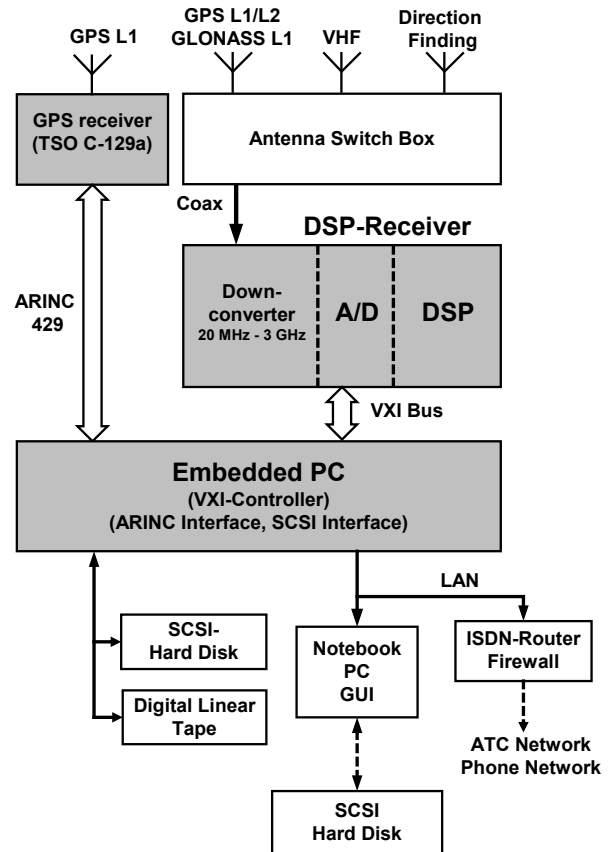 GPS L1
GPS L1/L2
GLONASS L1
VHF
Direction
Finding
GPS receiver
(TSO C-129a)
Antenna Switch Box
Coax
DSP-Receiver
ARINC
429
Down-
converter
20 MHz - 3 GHz
A/D
DSP
VXI Bus
Embedded PC
(VXI-Controller)
(ARINC Interface, SCSI Interface)
LAN
SCSI-
Hard Disk
Notebook
PC
GUI
ISDN-Router
Firewall
Digital Linear
Tape
ATC Network
Phone Network
SCSI
Hard Disk